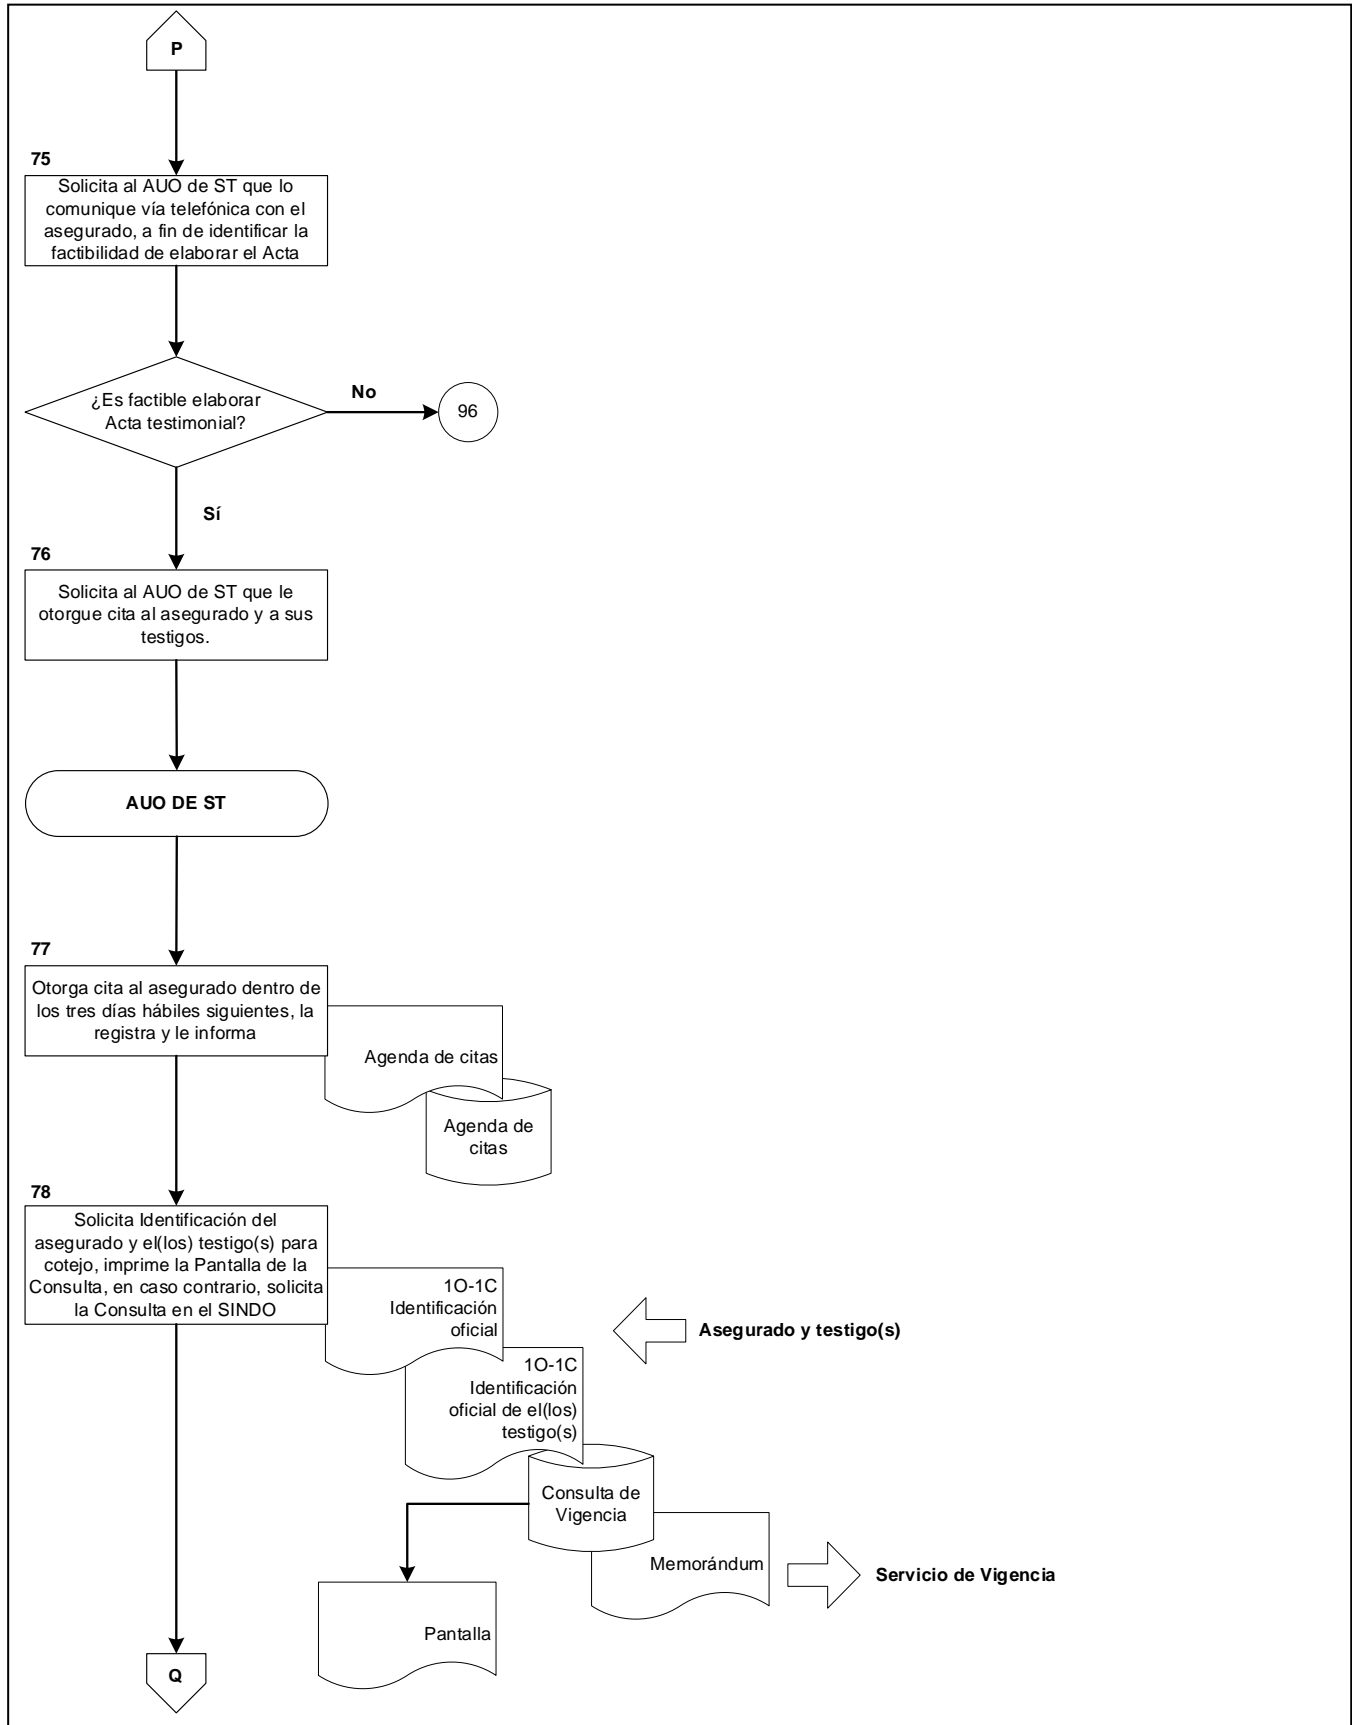 P
75
Solicita al AUO de ST que lo
comunique vía telefónica con el
asegurado, a fin de identificar la
factibilidad de elaborar el Acta
¿Es factible elaborar
Acta testimonial?
No
96
Sí
76
Solicita al AUO de ST que le
otorgue cita al asegurado y a sus
testigos.
AUO DE ST
77
Otorga cita al asegurado dentro de
los tres días hábiles siguientes, la
registra y le informa
Agenda de citas
Agenda de
citas
78
Solicita Identificación del
asegurado y el(los) testigo(s) para
cotejo, imprime la Pantalla de la
Consulta, en caso contrario, solicita
la Consulta en el SINDO
1O-1C
Identificación
oficial
Asegurado y testigo(s)
1O-1C
Identificación
oficial de el(los)
testigo(s)
Consulta de
Vigencia
Memorándum
Servicio de Vigencia
Pantalla
Q